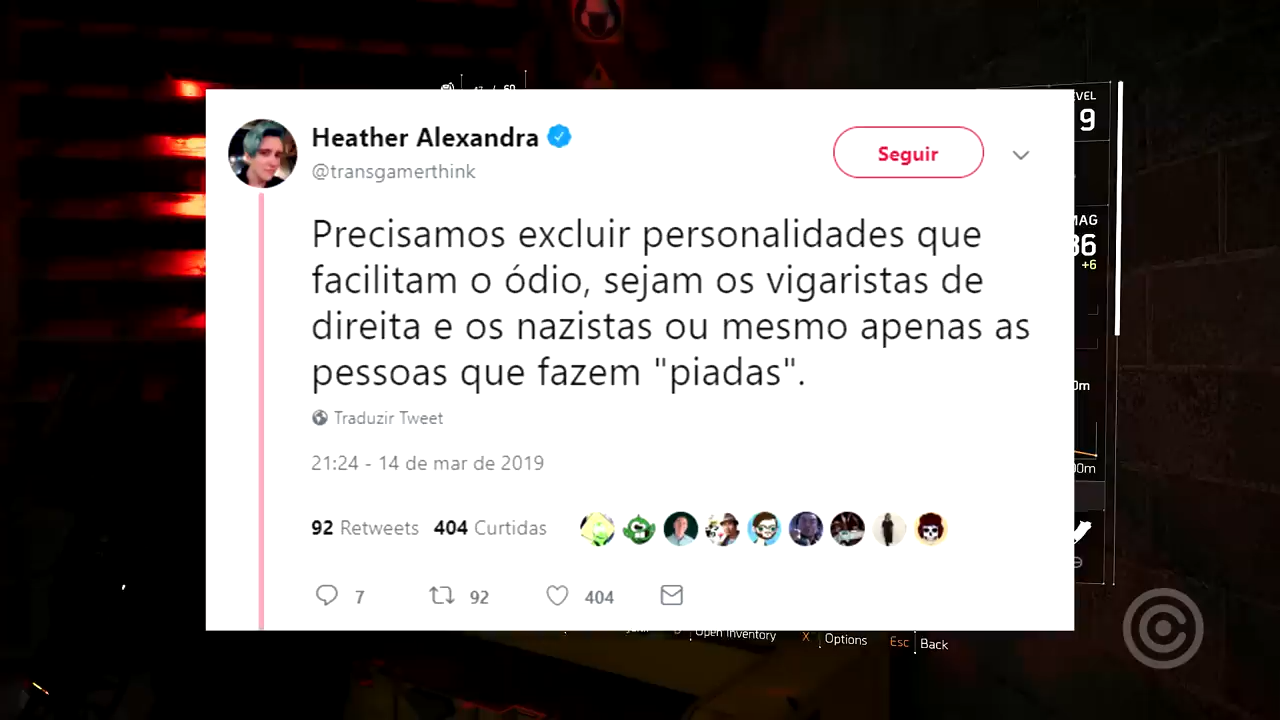 Heather Alexandra
@transgamerthink
Seguir
Precisamos excluir personalidades que
facilitam o ódio, sejam os vigaristas de
direita e os nazistas ou mesmo apenas as
pessoas que fazem "piadas".
Traduzir Tweet
21:24 - 14 de mar de 2019
92 Retweets 404 Curtidas
7 92 404
9
+6
Open Inventory X Options Esc Back